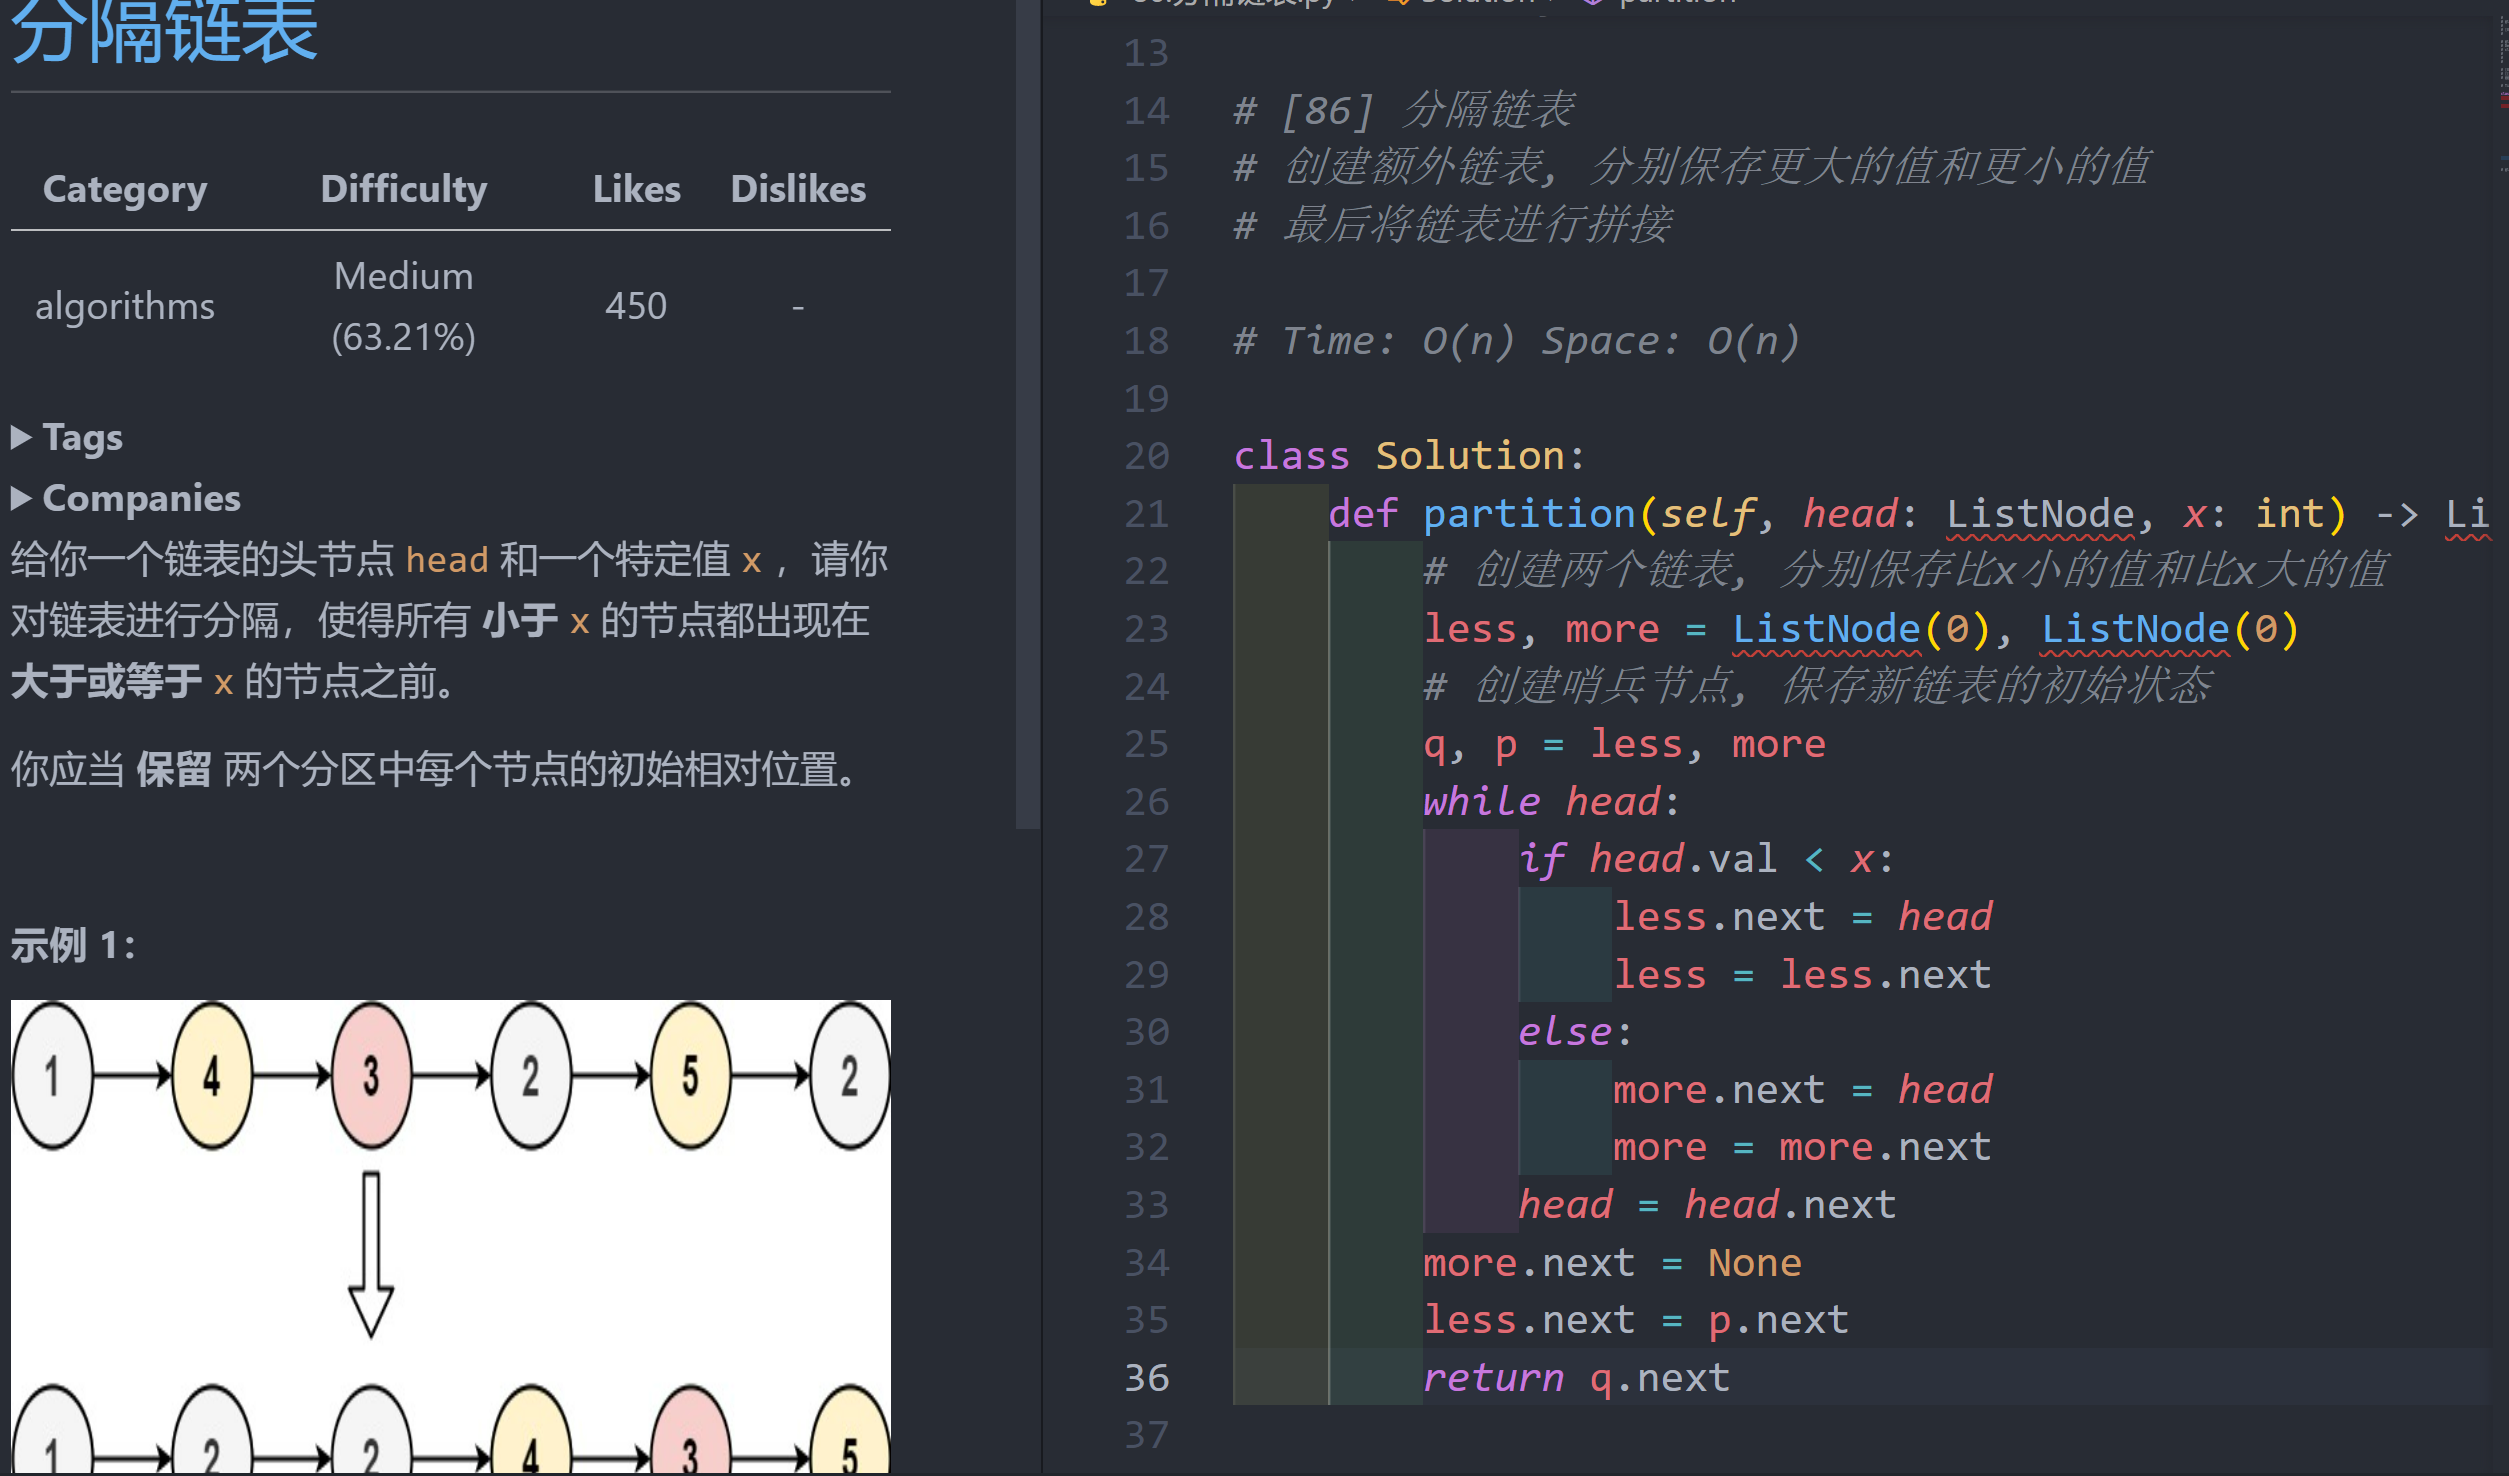 分隔链表
Category Difficulty Likes Dislikes
algorithms Medium (63.21%) 450 -
▶ Tags
▶ Companies
给你一个链表的头节点 head 和一个特定值 x ，请你
对链表进行分隔，使得所有 小于 x 的节点都出现在
大于或等于 x 的节点之前。
你应当 保留 两个分区中每个节点的初始相对位置。
示例 1：
1 4 3 2 5 2
1 2 2 4 3 5
13
14 # [86] 分隔链表
15 # 创建额外链表, 分别保存更大的值和更小的值
16 # 最后将链表进行拼接
17
18 # Time: O(n) Space: O(n)
19
20 class Solution:
21     def partition(self, head: ListNode, x: int) -> Li
22         # 创建两个链表, 分别保存比x小的值和比x大的值
23         less, more = ListNode(0), ListNode(0)
24         # 创建哨兵节点, 保存新链表的初始状态
25         q, p = less, more
26         while head:
27             if head.val < x:
28                 less.next = head
29                 less = less.next
30             else:
31                 more.next = head
32                 more = more.next
33             head = head.next
34         more.next = None
35         less.next = p.next
36         return q.next
37